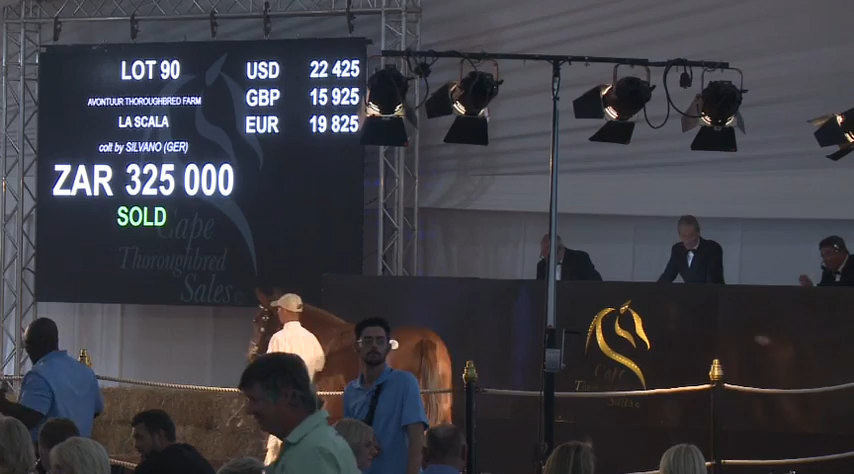 LOT 90
AVONTUUR THOROUGHBRED FARM
LA SCALA
colt by SILVANO (GER)
ZAR 325 000
SOLD
USD 22 425
GBP 15 925
EUR 19 825
Cape
Thoroughbred
Sales
Cape